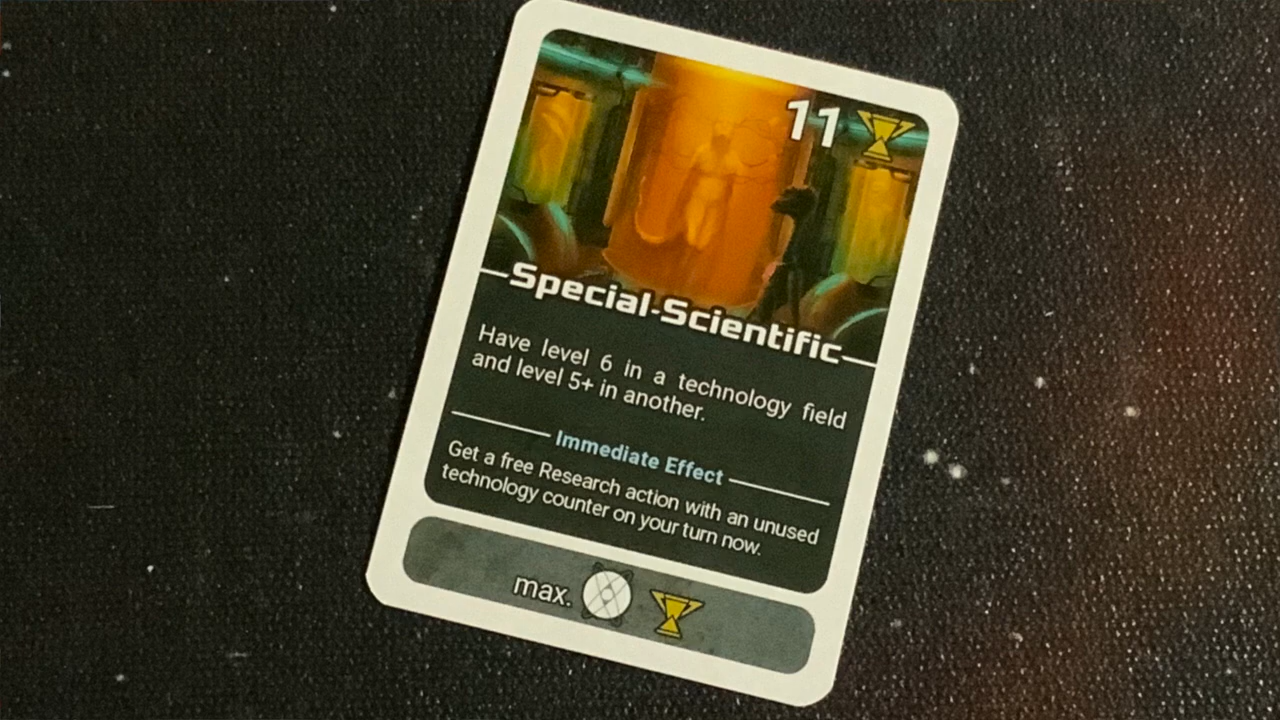 11
Special-Scientific
Have level 6 in a technology field
and level 5+ in another.
Immediate Effect
Get a free Research action with an unused
technology counter on your turn now.
max.